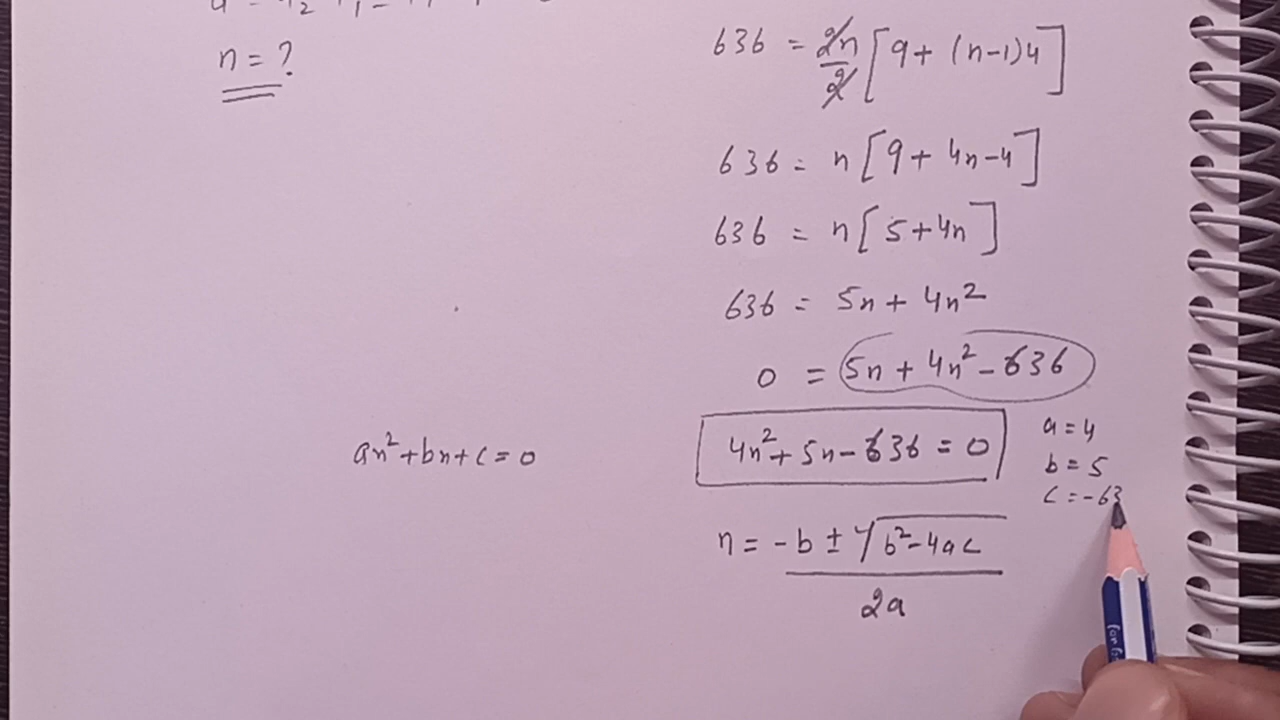 n = ?
636 = 2n/2 [9 + (n-1)4]
636 = n[9 + 4n-4]
636 = n[5+4n]
636 = 5n + 4n²
0 = 5n + 4n² - 636
an² + bn + c = 0
4n² + 5n - 636 = 0
a = 4
b = 5
c = -63
n = -b ± √b²-4ac
2a